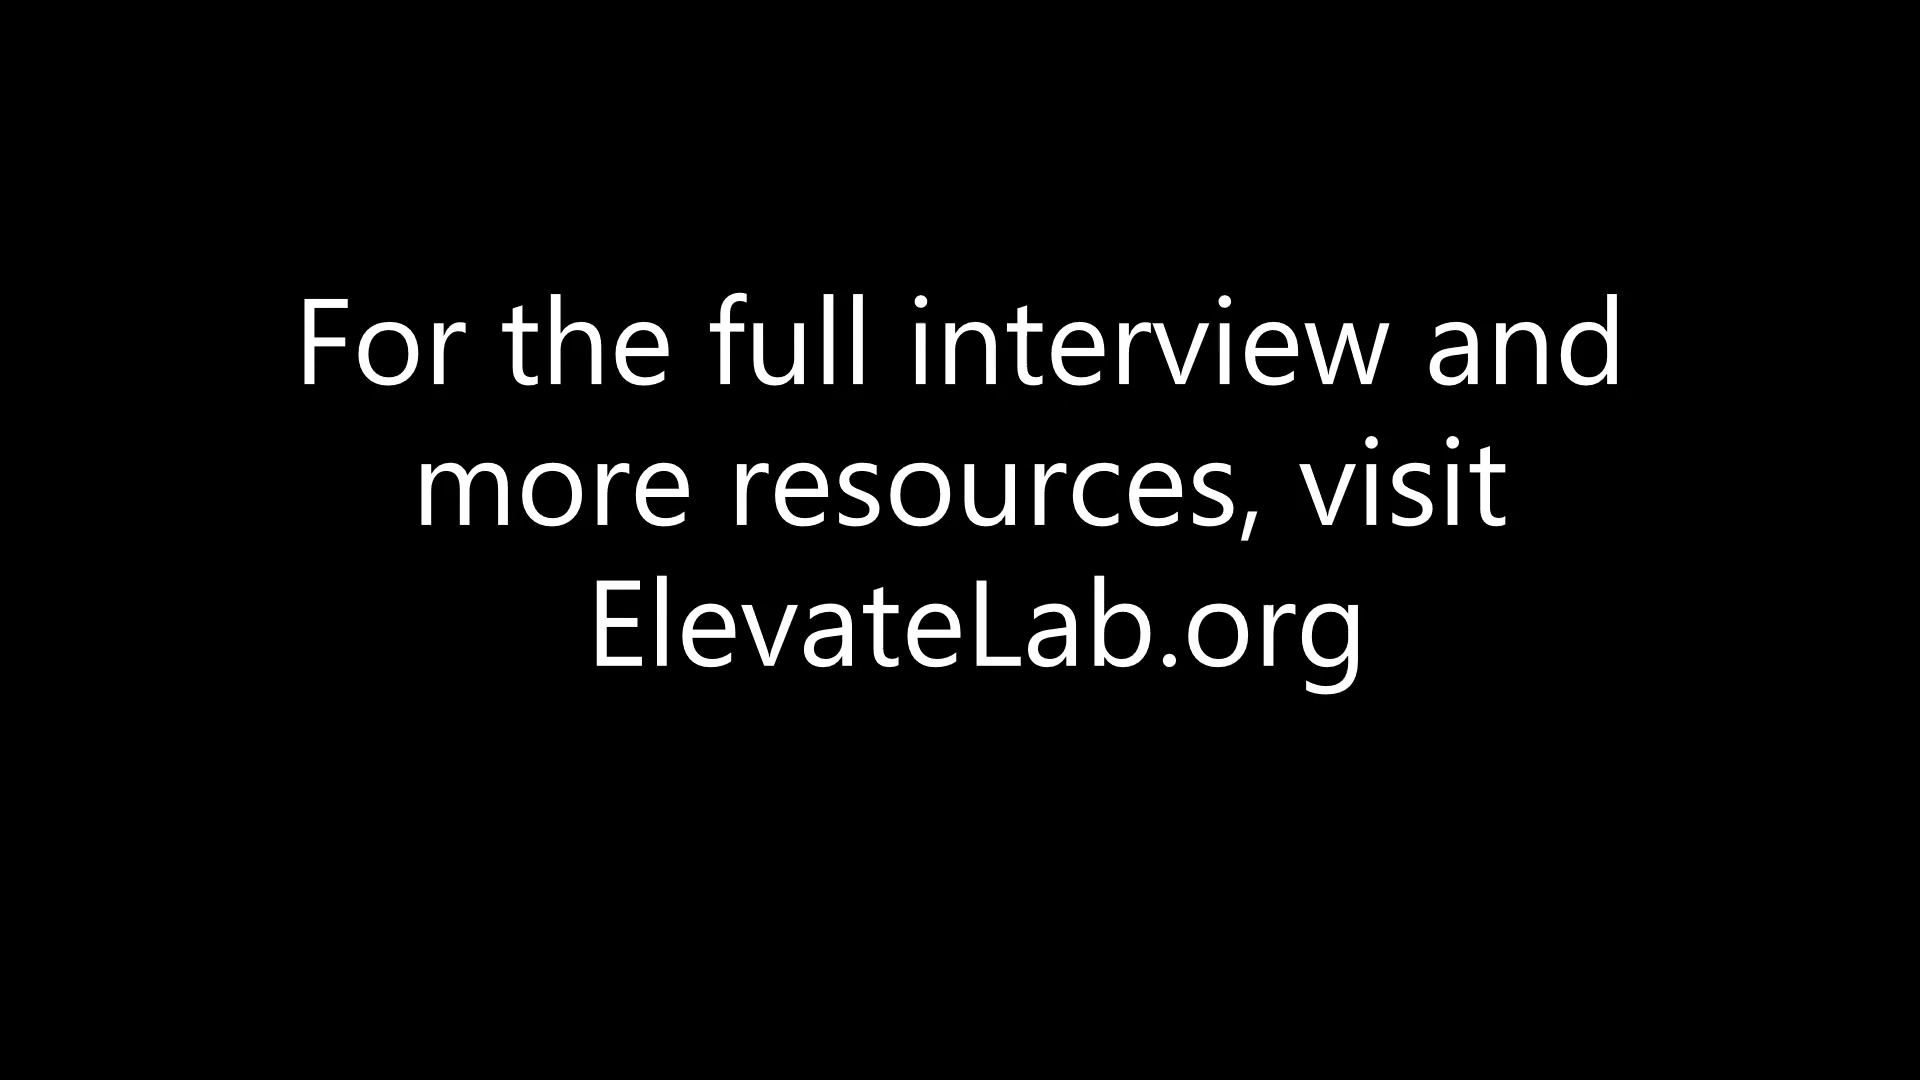 For the full interview and
more resources, visit
ElevateLab.org